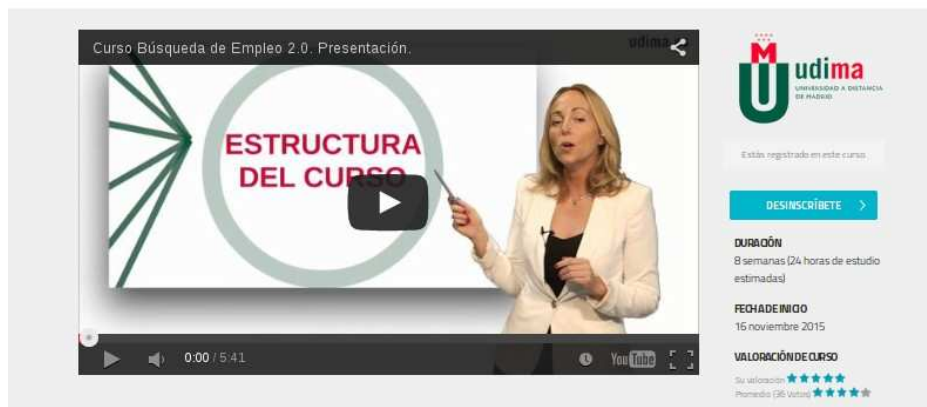 Curso Búsqueda de Empleo 2.0. Presentación.
udima
ESTRUCTURA
DEL CURSO
0:00 / 5:41
YouTube
udima
UNIVERSIDAD A DISTANCIA
DE MADRID
Estás registrado en este curso
DESINSCRÍBETE
DURACIÓN
8 semanas (24 horas de estudio
estimadas)
FECHA DE INICIO
16 noviembre 2015
VALORACIÓN DE CURSO
Su valoración
Promedio (36 Votos)